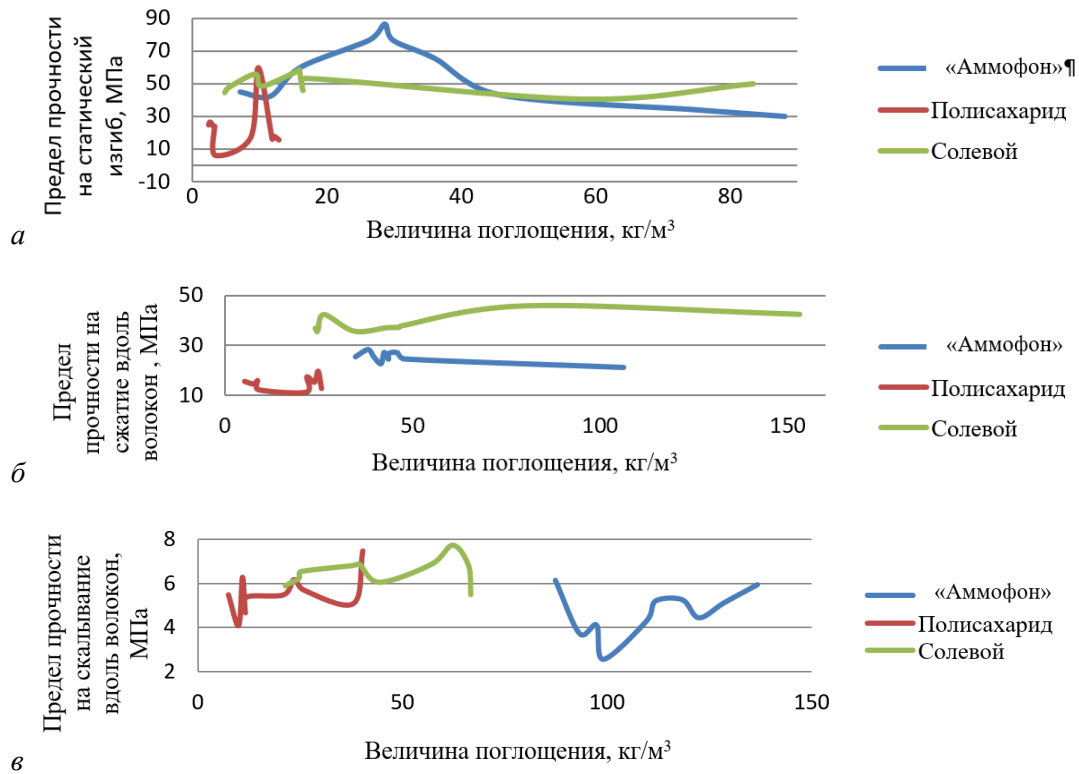 Предел прочности
на статический
изгиб, МПа
90
70
50
30
10
-10
0
20
40
60
80
Величина поглощения, кг/м³
«Аммофон»¶
Полисахарид
Солевой
а
Предел
прочности на
сжатие вдоль
волокон , МПа
50
30
10
0
50
100
150
Величина поглощения, кг/м³
«Аммофон»
Полисахарид
Солевой
б
Предел прочности
на скалывание
вдоль волокон,
МПа
8
6
4
2
0
50
100
150
Величина поглощения, кг/м³
«Аммофон»
Полисахарид
Солевой
в